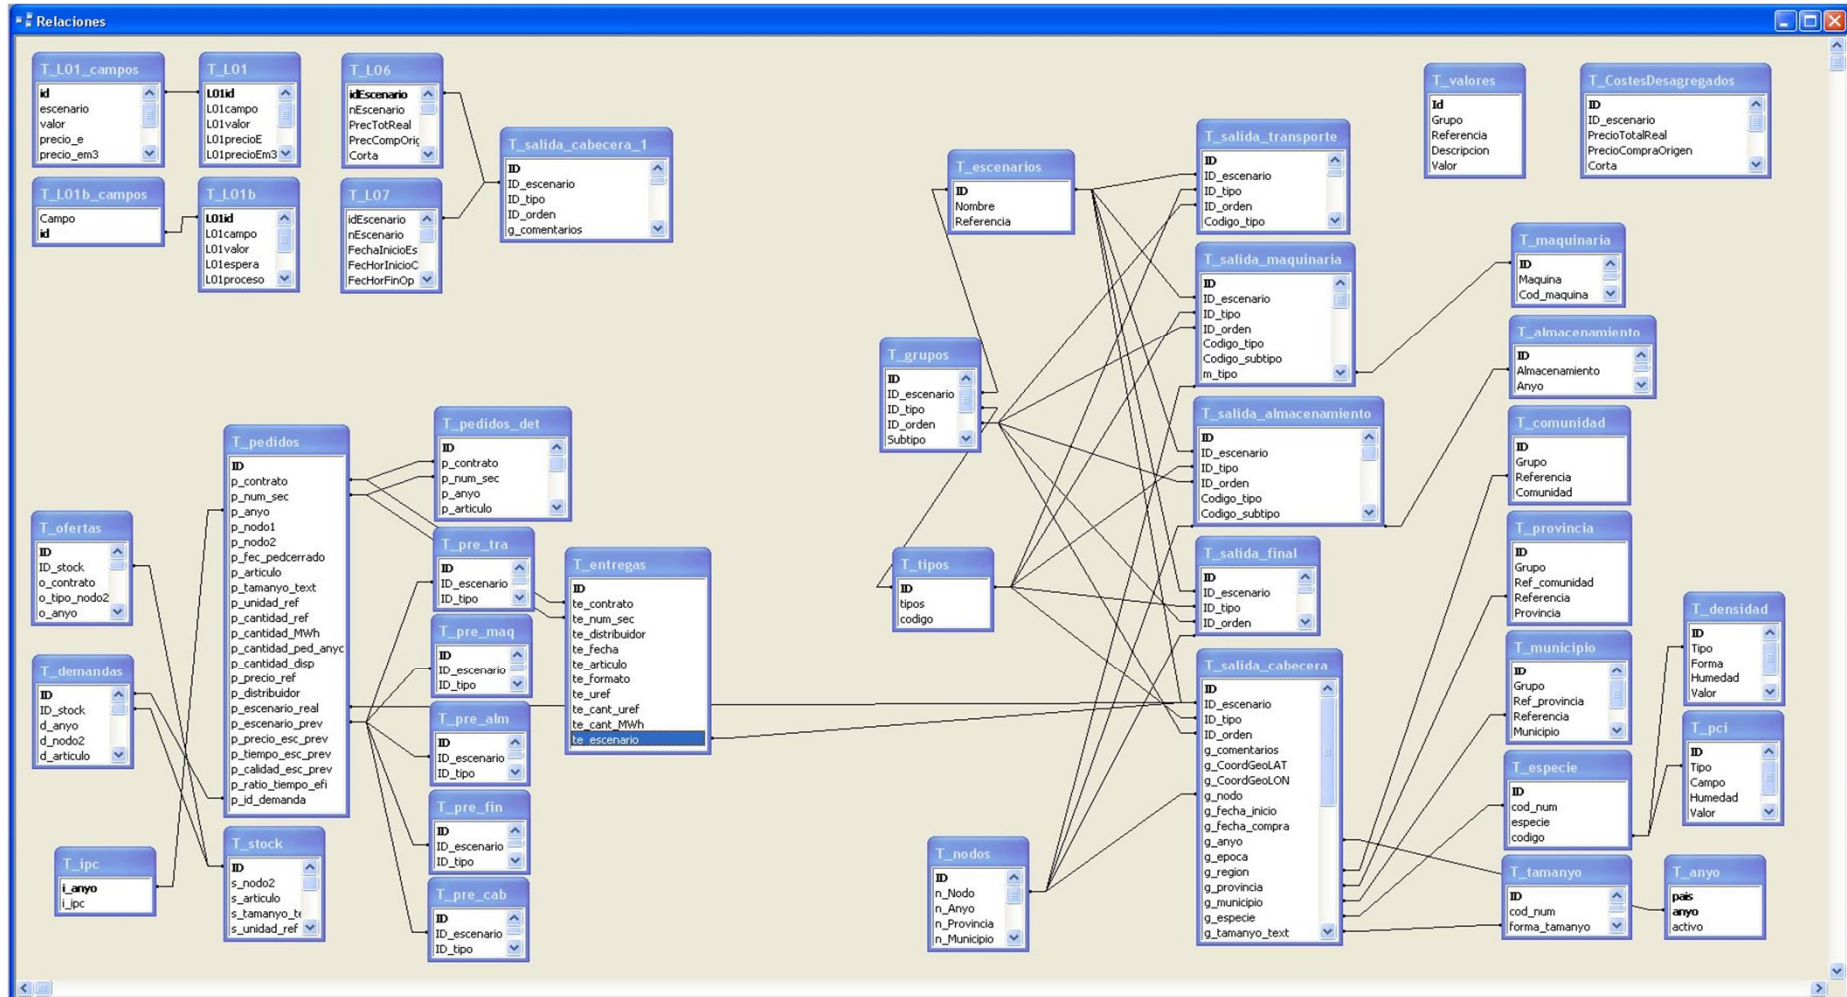 Relaciones
T_L01_campos
id
escenario
valor
precio_e
precio_em3
T_L01
L01id
L01campo
L01valor
L01precioE
L01precioEm3
T_L06
idEscenario
nEscenario
PrecTotReal
PrecCompOrig
Corta
T_salida_cabecera_1
ID
ID_escenario
ID_tipo
ID_orden
g_comentarios
T_L01b_campos
Campo
id
T_L01b
L01id
L01campo
L01valor
L01espera
L01proceso
T_L07
idEscenario
nEscenario
FechaInicioEs
FecHorInicioC
FecHorFinOp
T_escenarios
ID
Nombre
Referencia
T_salida_transporte
ID
ID_escenario
ID_tipo
ID_orden
Codigo_tipo
T_valores
Id
Grupo
Referencia
Descripcion
Valor
T_CostesDesagregados
ID
ID_escenario
PrecioTotalReal
PrecioCompraOrigen
Corta
T_salida_maquinaria
ID
ID_escenario
ID_tipo
ID_orden
Codigo_tipo
Codigo_subtipo
m_tipo
T_maquinaria
ID
Maquina
Cod_maquina
T_grupos
ID
ID_escenario
ID_tipo
ID_orden
Subtipo
T_almacenamiento
ID
Almacenamiento
Anyo
T_salida_almacenamiento
ID
ID_escenario
ID_tipo
ID_orden
Codigo_tipo
Codigo_subtipo
T_comunidad
ID
Grupo
Referencia
Comunidad
T_pedidos
ID
p_contrato
p_num_sec
p_anyo
p_nodo1
p_nodo2
p_fec_pedcerrado
p_articulo
p_tamanyo_text
p_unidad_ref
p_cantidad_ref
p_cantidad_MWh
p_cantidad_ped_anyc
p_cantidad_disp
p_precio_ref
p_distribuidor
p_escenario_real
p_escenario_prev
p_precio_esc_prev
p_tiempo_esc_prev
p_calidad_esc_prev
p_ratio_tiempo_efi
p_id_demanda
T_pedidos_det
ID
p_contrato
p_num_sec
p_anyo
p_articulo
T_ofertas
ID
ID_stock
o_contrato
o_tipo_nodo2
o_anyo
T_pre_tra
ID
ID_escenario
ID_tipo
T_entregas
ID
te_contrato
te_num_sec
te_distribuidor
te_fecha
te_articulo
te_formato
te_uref
te_cant_uref
te_cant_MWh
te_escenario
T_tipos
ID
tipos
codigo
T_salida_final
ID
ID_escenario
ID_tipo
ID_orden
T_provincia
ID
Grupo
Ref_comunidad
Referencia
Provincia
T_demandas
ID
ID_stock
d_anyo
d_nodo2
d_articulo
T_pre_maq
ID
ID_escenario
ID_tipo
T_salida_cabecera
ID
ID_escenario
ID_tipo
ID_orden
g_comentarios
g_CoordGeoLAT
g_CoordGeoLON
g_nodo
g_fecha_inicio
g_fecha_compra
g_anyo
g_epoca
g_region
g_provincia
g_municipio
g_especie
g_tamanyo_text
T_municipio
ID
Grupo
Ref_provincia
Referencia
Municipio
T_densidad
ID
Tipo
Forma
Humedad
Valor
T_pre_alm
ID
ID_escenario
ID_tipo
T_especie
ID
cod_num
especie
codigo
T_pci
ID
Tipo
Campo
Humedad
Valor
T_pre_fin
ID
ID_escenario
ID_tipo
T_ipc
i_anyo
i_ipc
T_stock
ID
s_nodo2
s_articulo
s_tamanyo_te
s_unidad_ref
T_pre_cab
ID
ID_escenario
ID_tipo
T_nodos
ID
n_Nodo
n_Anyo
n_Provincia
n_Municipio
T_tamanyo
ID
cod_num
forma_tamanyo
T_anyo
pais
anyo
activo